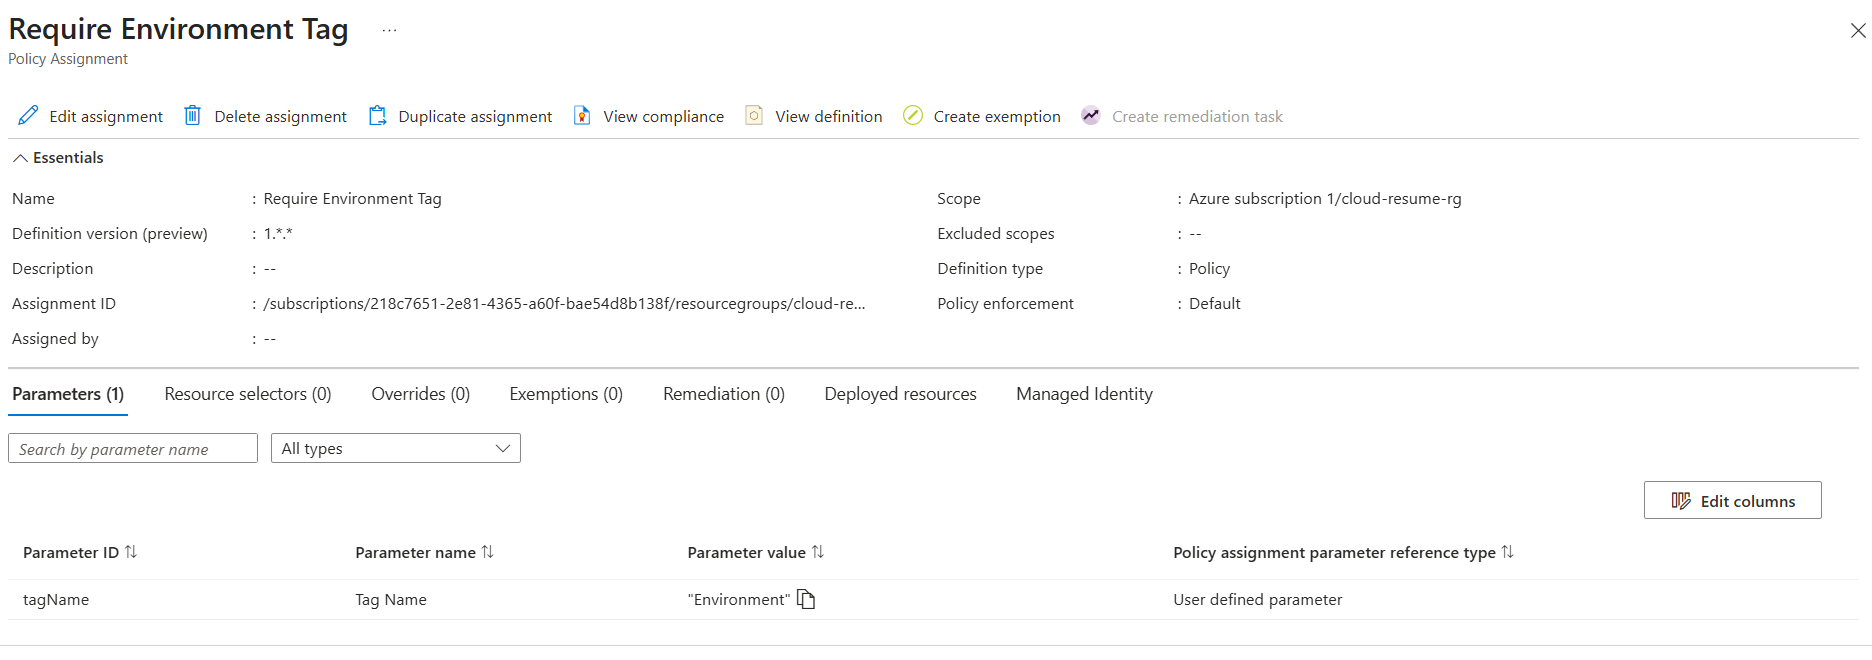 Require Environment Tag ...
Policy Assignment
Edit assignment Delete assignment Duplicate assignment View compliance View definition Create exemption Create remediation task
Essentials
Name : Require Environment Tag Scope : Azure subscription 1/cloud-resume-rg
Definition version (preview) : 1.*.* Excluded scopes : --
Description : -- Definition type : Policy
Assignment ID : /subscriptions/218c7651-2e81-4365-a60f-bae54d8b138f/resourcegroups/cloud-re... Policy enforcement : Default
Assigned by : --
Parameters (1) Resource selectors (0) Overrides (0) Exemptions (0) Remediation (0) Deployed resources Managed Identity
Search by parameter name All types
Edit columns
Parameter ID Parameter name Parameter value Policy assignment parameter reference type
tagName Tag Name "Environment" User defined parameter